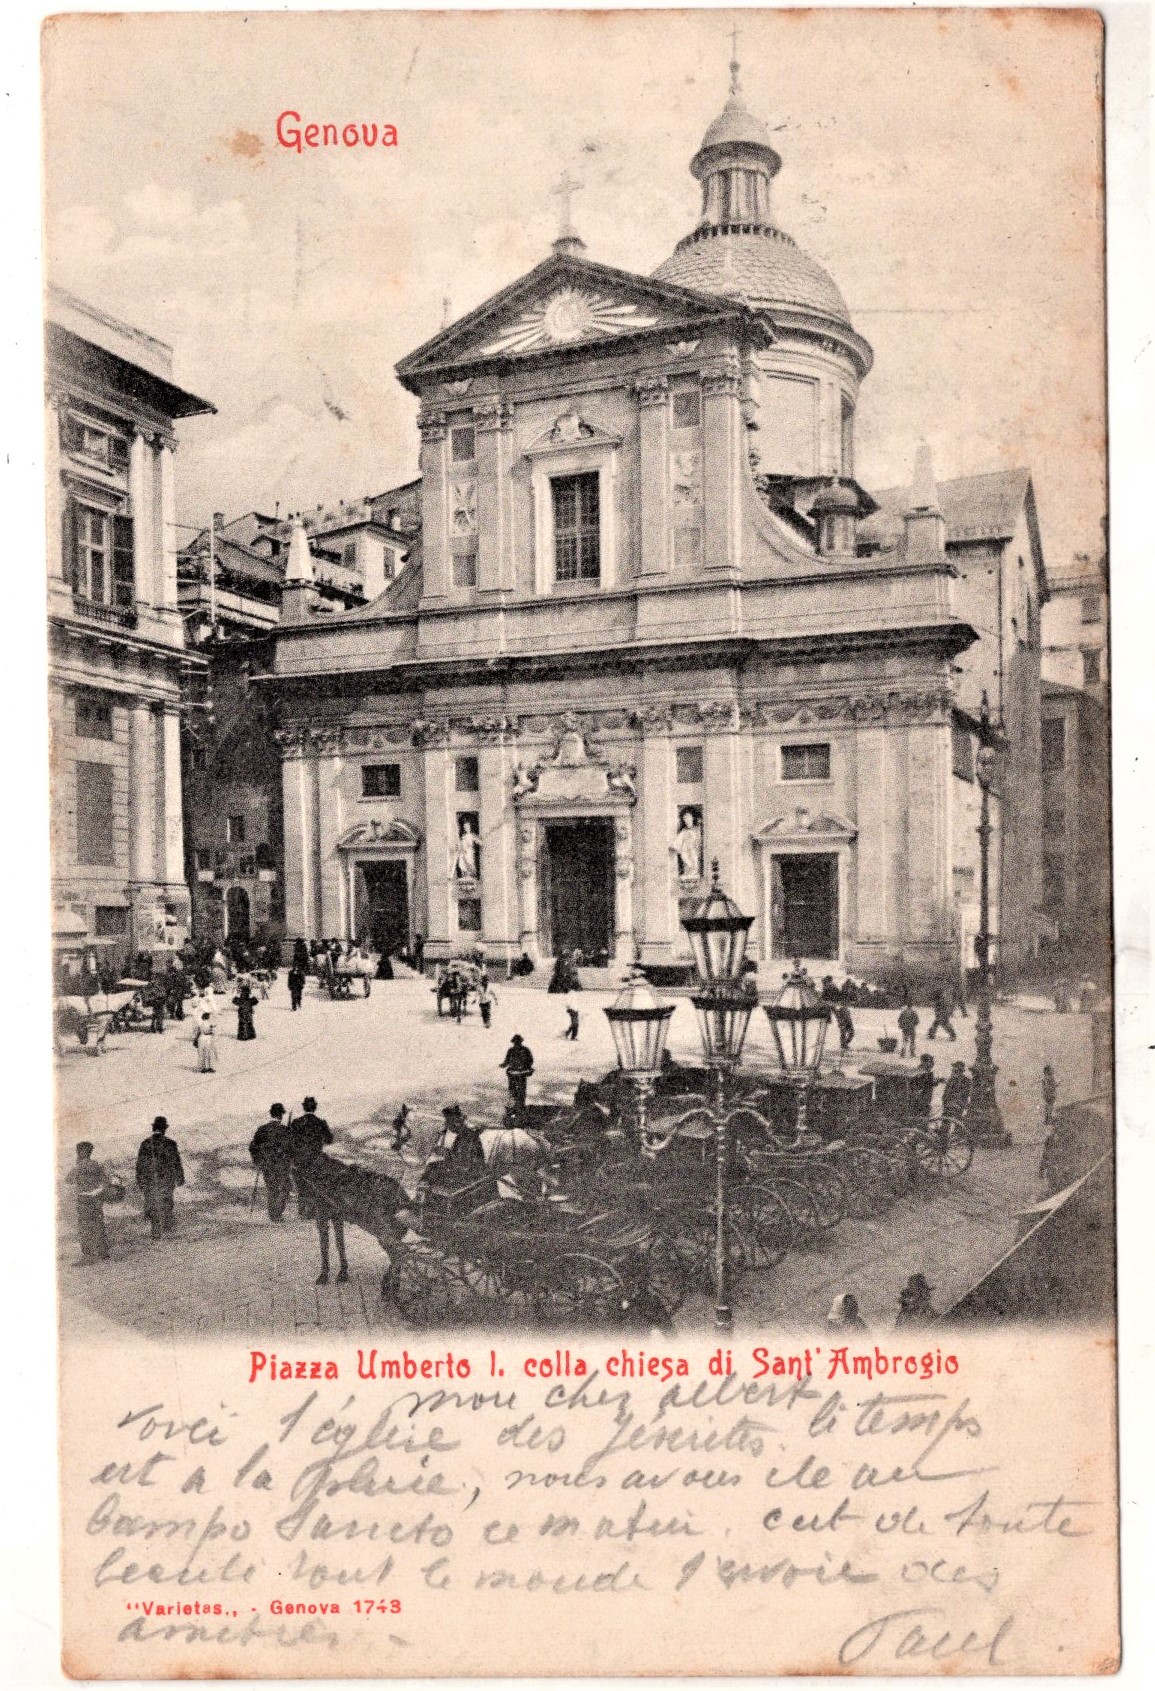 Genova
Piazza Umberto I. colla chiesa di Sant'Ambrogio
mon cher albert
voici l'église des Jésuites. le temps
est a la pluie, nous avons été au
Campo Sancto ce matin. c'est de toute
beauté tout le monde t'envoie des
amitiés -
Paul
"Varietas„ - Genova 1743